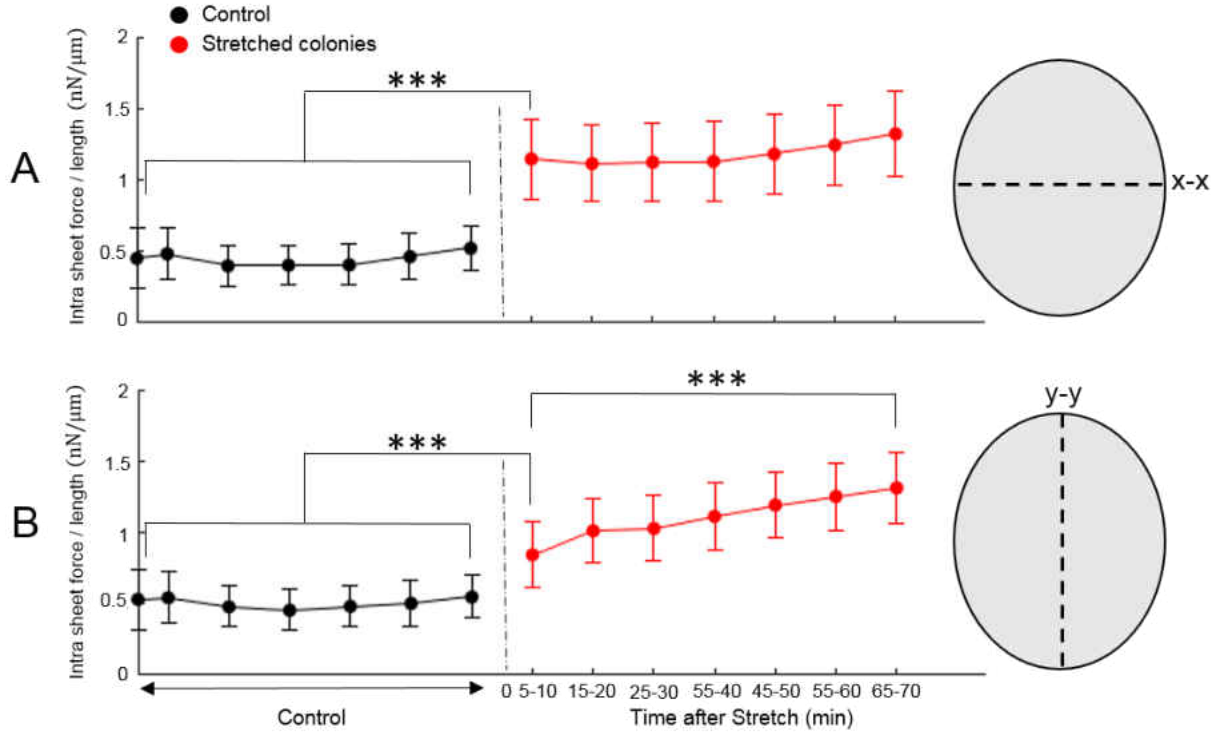 Control
Stretched colonies
A
Intra sheet force / length (nN/μm)
2
1.5
1
0.5
0
***
x-x
B
Intra sheet force / length (nN/μm)
2
1.5
1
0.5
0
***
***
y-y
0 5-10 15-20 25-30 55-40 45-50 55-60 65-70
Control
Time after Stretch (min)